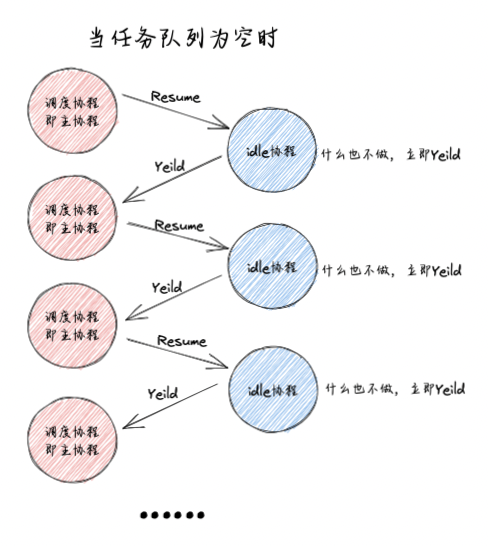 当任务队列为空时
调度协程
即主协程
Resume
idle协程
什么也不做，立即Yeild
Yeild
调度协程
即主协程
Resume
idle协程
什么也不做，立即Yeild
Yeild
调度协程
即主协程
Resume
idle协程
什么也不做，立即Yeild
Yeild
调度协程
即主协程
••••••